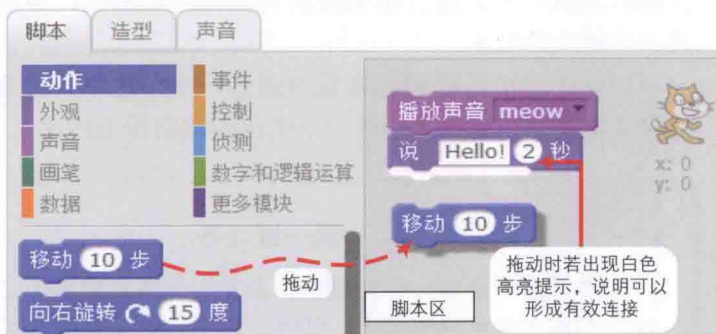 脚本 造型 声音
动作 事件
外观 控制
声音 侦测
画笔 数字和逻辑运算
数据 更多模块
移动 10 步
向右旋转 15 度
拖动
播放声音 meow
说 Hello! 2 秒
移动 10 步
x: 0
y: 0
脚本区
拖动时若出现白色
高亮提示，说明可以
形成有效连接